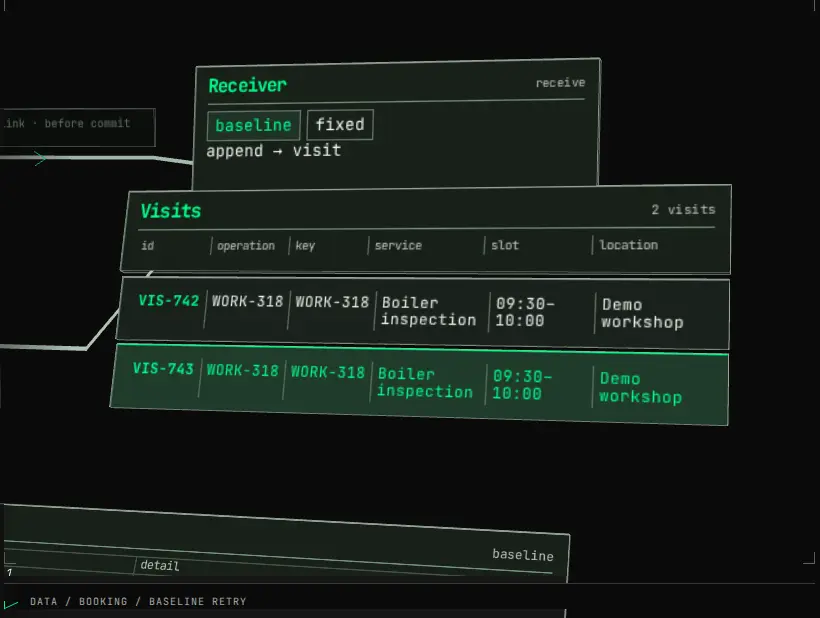 Receiver
receive
link · before commit
baseline
fixed
append → visit
Visits
2 visits
id
operation
key
service
slot
location
VIS-742
WORK-318
WORK-318
Boiler
inspection
09:30–
10:00
Demo
workshop
VIS-743
WORK-318
WORK-318
Boiler
inspection
09:30–
10:00
Demo
workshop
baseline
detail
1
DATA / BOOKING / BASELINE RETRY